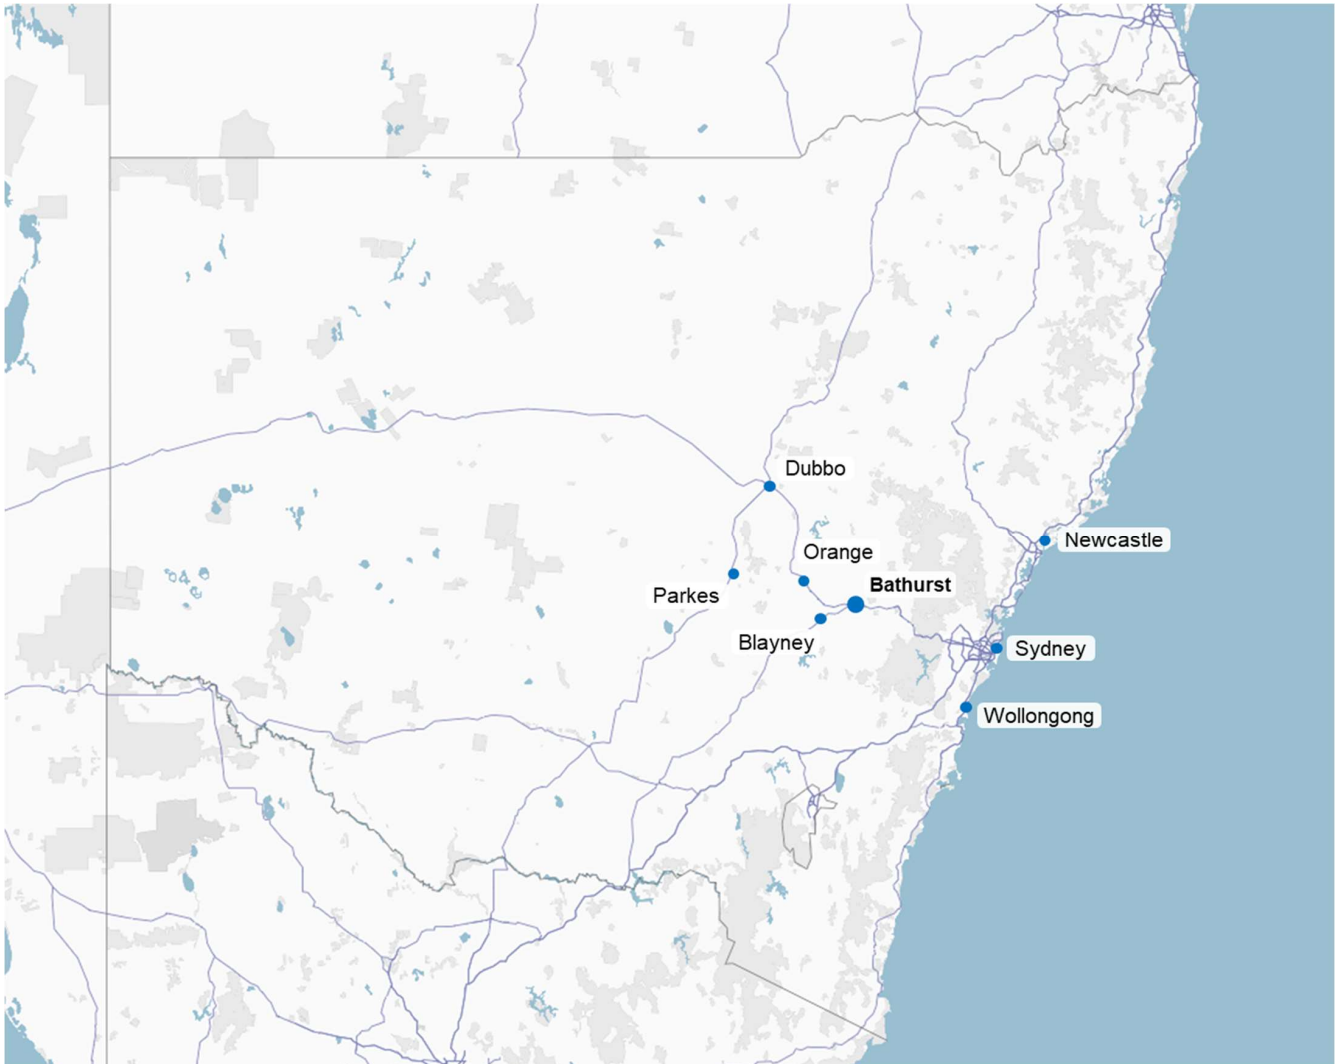 Dubbo
Newcastle
Orange
Bathurst
Parkes
Blayney
Sydney
Wollongong